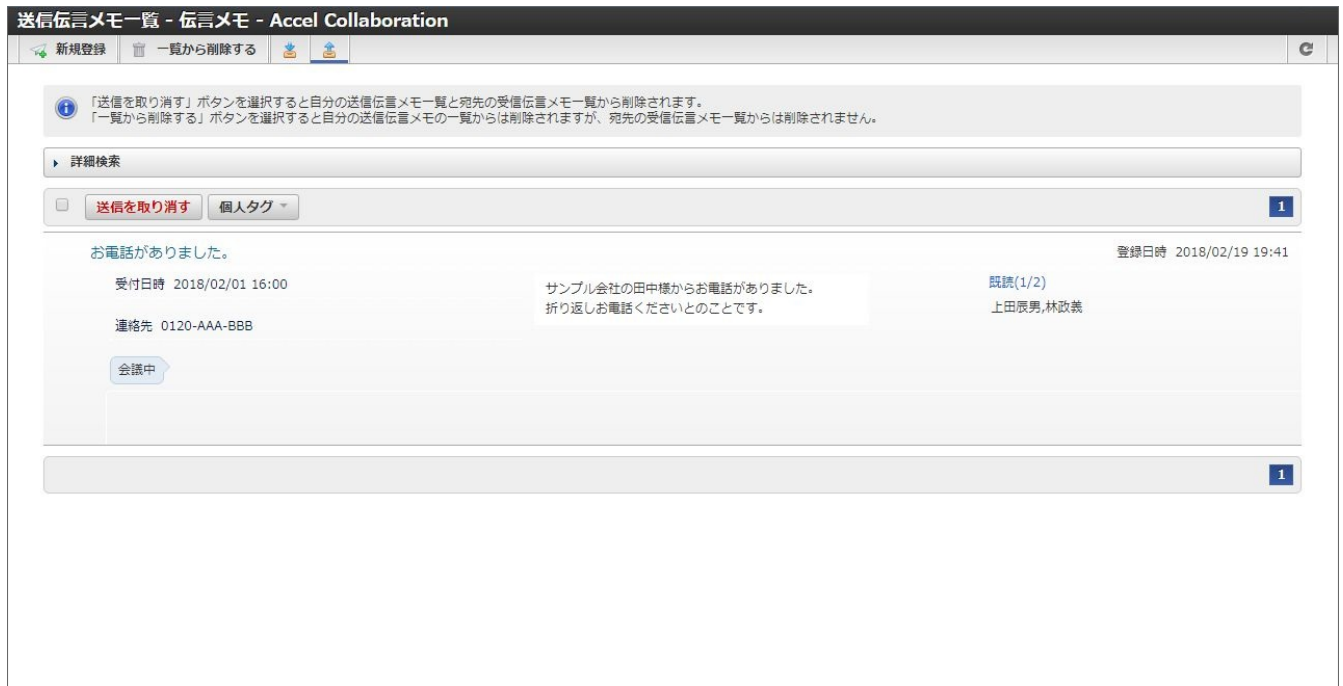 送信伝言メモ一覧 - 伝言メモ - Accel Collaboration
新規登録 一覧から削除する
「送信を取り消す」ボタンを選択すると自分の送信伝言メモ一覧と宛先の受信伝言メモ一覧から削除されます。
「一覧から削除する」ボタンを選択すると自分の送信伝言メモの一覧からは削除されますが、宛先の受信伝言メモ一覧からは削除されません。
詳細検索
送信を取り消す 個人タグ 1
お電話がありました。 登録日時 2018/02/19 19:41
受付日時 2018/02/01 16:00 サンプル会社の田中様からお電話がありました。 既読(1/2)
折り返しお電話くださいとのことです。 上田辰男,林政義
連絡先 0120-AAA-BBB
会議中
1